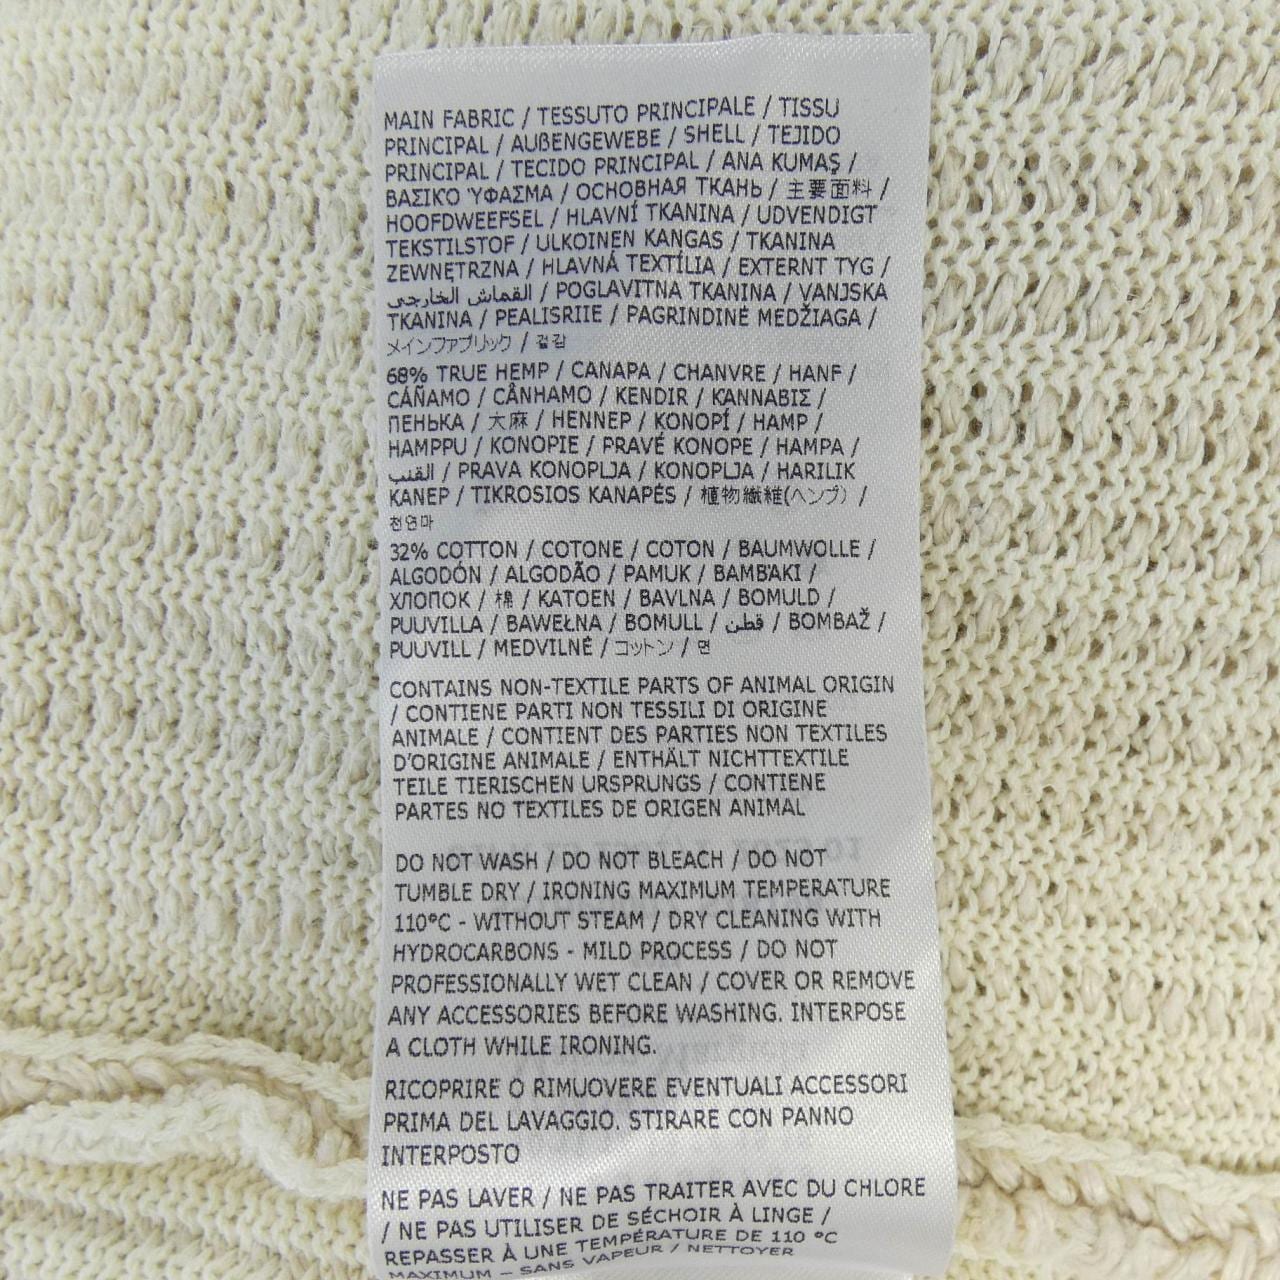 MAIN FABRIC / TESSUTO PRINCIPALE / TISSU
PRINCIPAL / AUßENGEWEBE / SHELL / TEJIDO
PRINCIPAL / TECIDO PRINCIPAL / ANA KUMAŞ /
ΒΑΣΙΚΌ ΎΦΑΣΜΑ / ОСНОВНАЯ ТКАНЬ / 主要面料 /
HOOFDWEEFSEL / HLAVNÍ TKANINA / UDVENDIGT
TEKSTILSTOF / ULKOINEN KANGAS / TKANINA
ZEWNĘTRZNA / HLAVNÁ TEXTÍLIA / EXTERNT TYG /
القماش الخارجي / POGLAVITNA TKANINA / VANJSKA
TKANINA / PEALISRIIE / PAGRINDINĖ MEDŽIAGA /
メインファブリック / 겉감
68% TRUE HEMP / CANAPA / CHANVRE / HANF /
CÁÑAMO / CÂNHAMO / KENDIR / ΚΑΝΝΑΒΙΣ /
ПЕНЬКА / 大麻 / HENNEP / KONOPÍ / HAMP /
HAMPPU / KONOPIE / PRAVÉ KONOPE / HAMPA /
القنب / PRAVA KONOPLJA / KONOPLJA / HARILIK
KANEP / TIKROSIOS KANAPĖS / 植物繊維(ヘンプ) /
천연마
32% COTTON / COTONE / COTON / BAUMWOLLE /
ALGODÓN / ALGODÃO / PAMUK / ΒΑΜΒΆΚΙ /
ХЛОПОК / 棉 / KATOEN / BAVLNA / BOMULD /
PUUVILLA / BAWEŁNA / BOMULL / قطن / BOMBAŽ /
PUUVILL / MEDVILNĖ / コットン / 면
CONTAINS NON-TEXTILE PARTS OF ANIMAL ORIGIN
/ CONTIENE PARTI NON TESSILI DI ORIGINE
ANIMALE / CONTIENT DES PARTIES NON TEXTILES
D'ORIGINE ANIMALE / ENTHÄLT NICHTTEXTILE
TEILE TIERISCHEN URSPRUNGS / CONTIENE
PARTES NO TEXTILES DE ORIGEN ANIMAL
DO NOT WASH / DO NOT BLEACH / DO NOT
TUMBLE DRY / IRONING MAXIMUM TEMPERATURE
110°C - WITHOUT STEAM / DRY CLEANING WITH
HYDROCARBONS - MILD PROCESS / DO NOT
PROFESSIONALLY WET CLEAN / COVER OR REMOVE
ANY ACCESSORIES BEFORE WASHING. INTERPOSE
A CLOTH WHILE IRONING.
RICOPRIRE O RIMUOVERE EVENTUALI ACCESSORI
PRIMA DEL LAVAGGIO. STIRARE CON PANNO
INTERPOSTO
NE PAS LAVER / NE PAS TRAITER AVEC DU CHLORE
/ NE PAS UTILISER DE SÉCHOIR À LINGE /
REPASSER À UNE TEMPÉRATURE DE 110 °C
MAXIMUM – SANS VAPEUR / NETTOYER